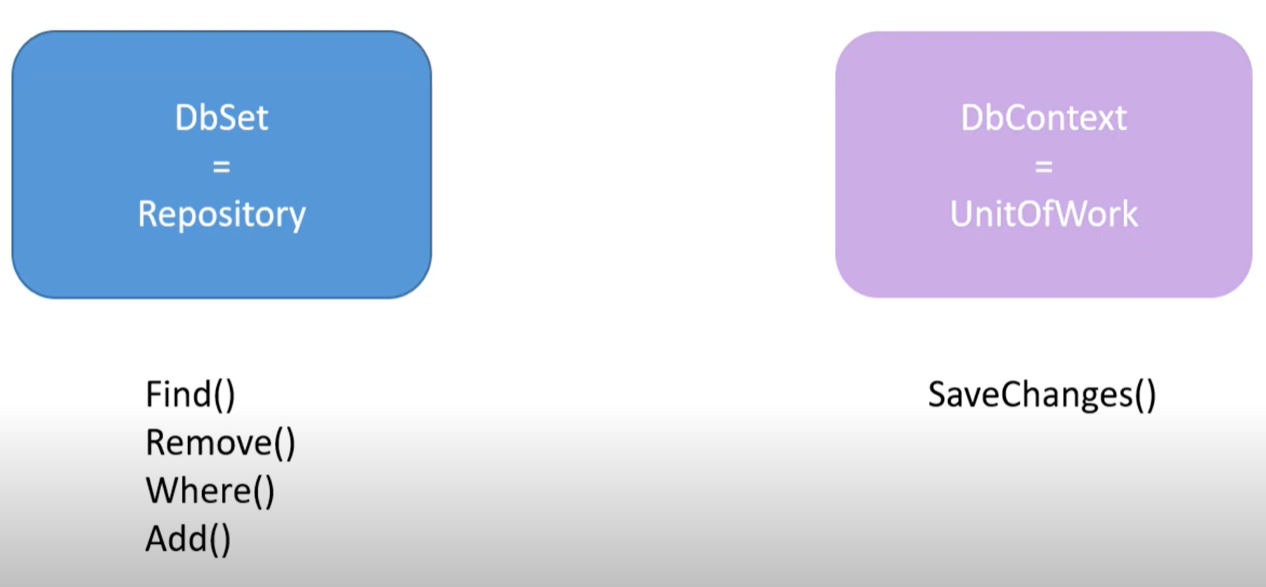 DbSet
=
Repository
DbContext
=
UnitOfWork
Find()
Remove()
Where()
Add()
SaveChanges()